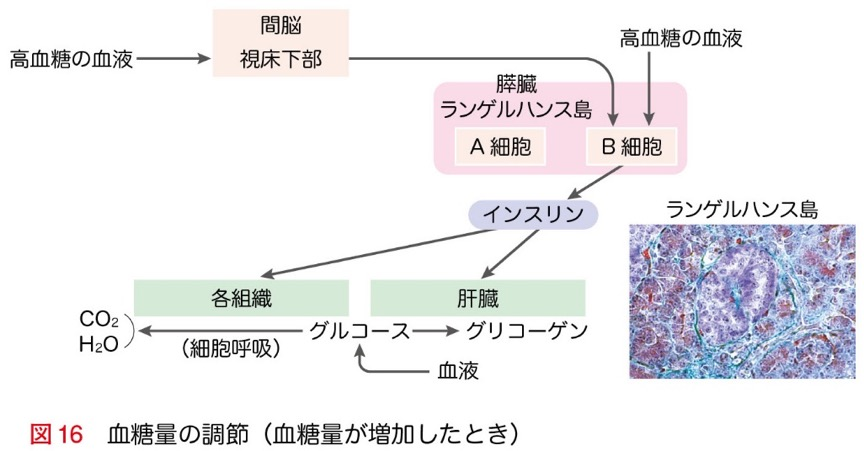 高血糖の血液
間脳
視床下部
高血糖の血液
膵臓
ランゲルハンス島
A 細胞
B 細胞
インスリン
ランゲルハンス島
各組織
肝臓
CO₂
H₂O
(細胞呼吸)
グルコース
グリコーゲン
血液
図16 血糖量の調節(血糖量が増加したとき)